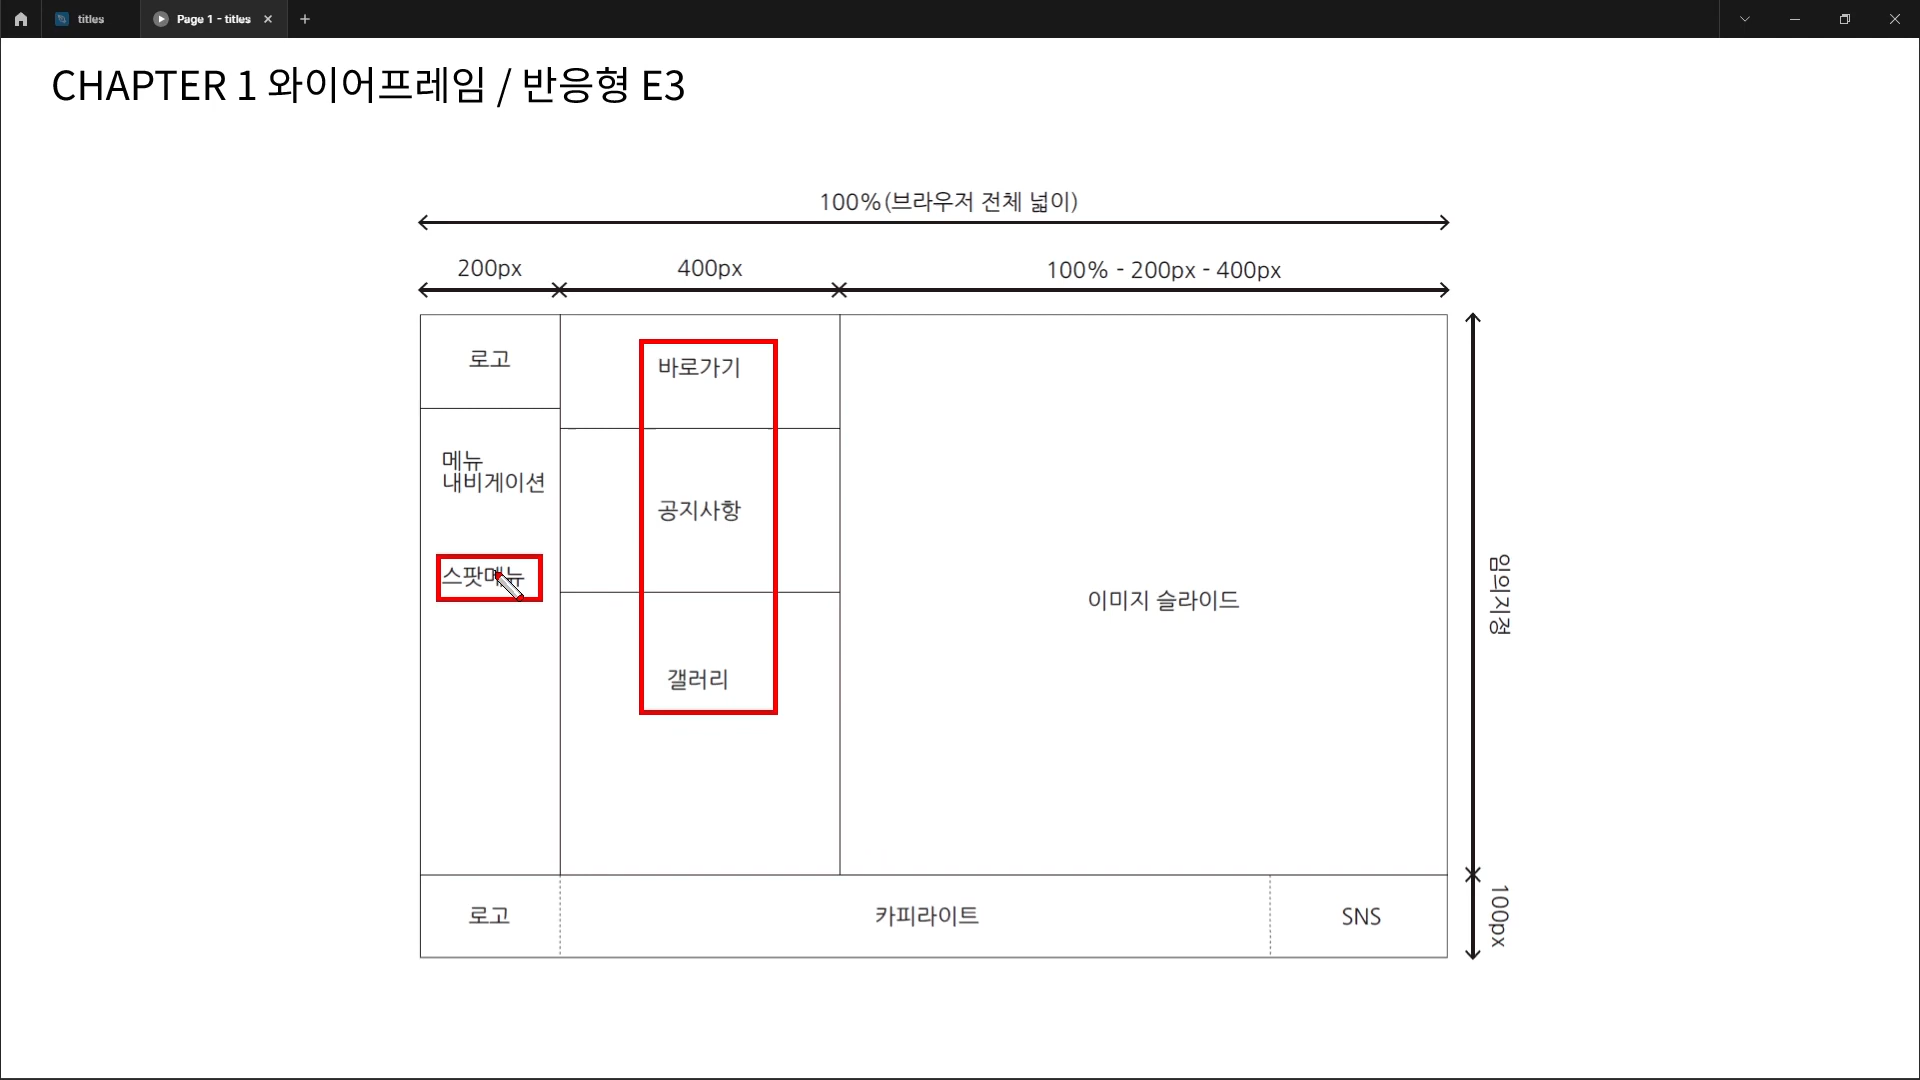 titles
Page 1 - titles
CHAPTER 1 와이어프레임 / 반응형 E3
100%(브라우저 전체 넓이)
200px
400px
100% - 200px - 400px
로고
바로가기
메뉴
내비게이션
공지사항
스팟메뉴
이미지 슬라이드
임의지정
갤러리
로고
카피라이트
SNS
100px